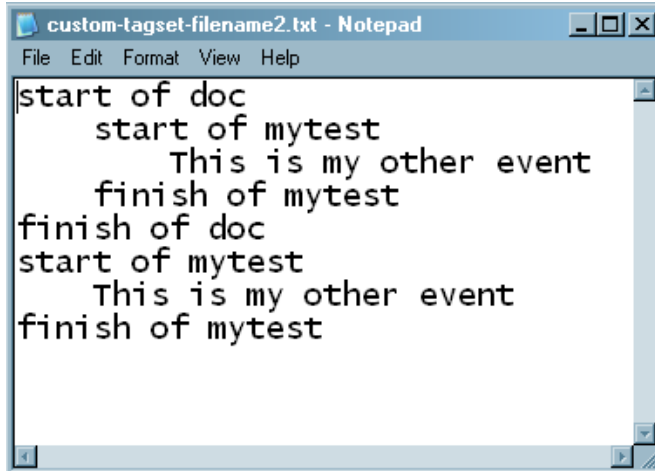 custom-tagset-filename2.txt - Notepad
File Edit Format View Help
start of doc
    start of mytest
        This is my other event
    finish of mytest
finish of doc
start of mytest
    This is my other event
finish of mytest